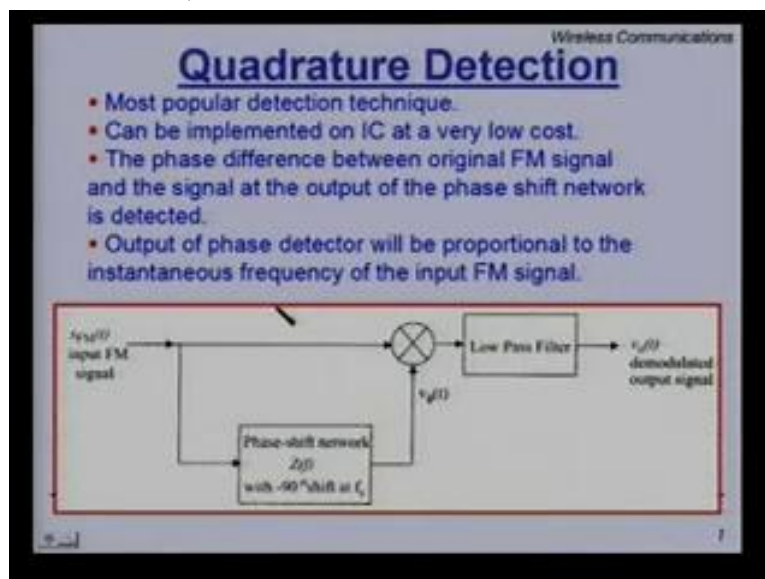 Wireless Communications
Quadrature Detection
• Most popular detection technique.
• Can be implemented on IC at a very low cost.
• The phase difference between original FM signal
and the signal at the output of the phase shift network
is detected.
• Output of phase detector will be proportional to the
instantaneous frequency of the input FM signal.
input FM
signal
Low Pass Filter
demodulated
output signal
Phase-shift network
with -90° shift at
1